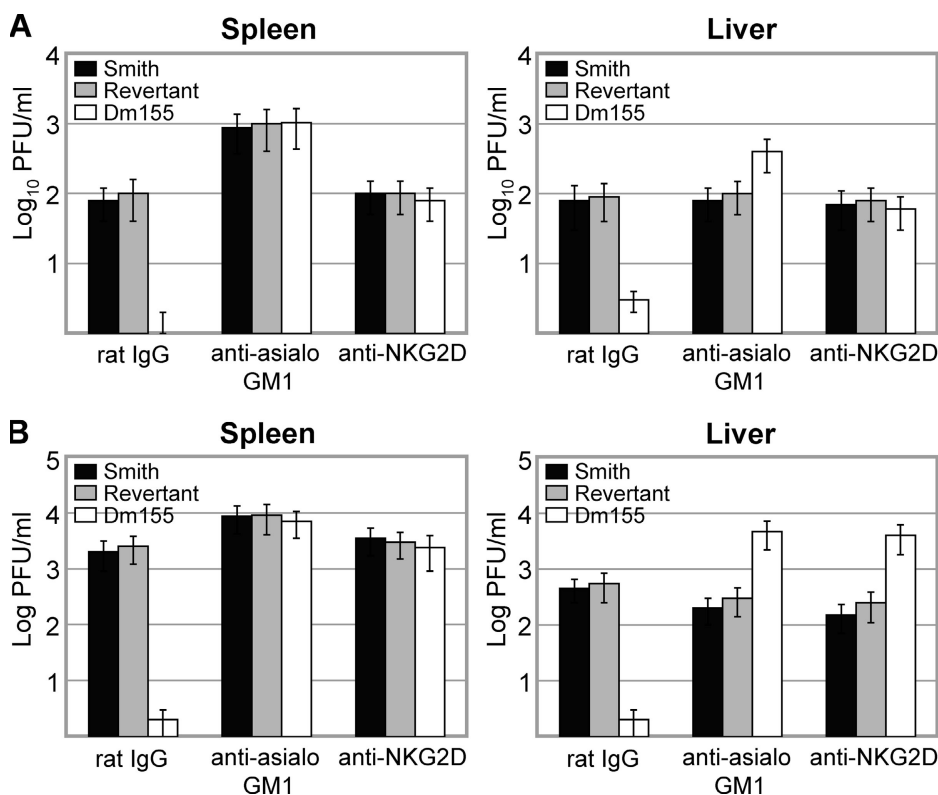 A
Spleen
Log10 PFU/ml
4
3
2
1
Smith
Revertant
Dm155
rat IgG
anti-asialo
GM1
anti-NKG2D
Liver
Log10 PFU/ml
4
3
2
1
Smith
Revertant
Dm155
rat IgG
anti-asialo
GM1
anti-NKG2D
B
Spleen
Log PFU/ml
5
4
3
2
1
Smith
Revertant
Dm155
rat IgG
anti-asialo
GM1
anti-NKG2D
Liver
Log PFU/ml
5
4
3
2
1
Smith
Revertant
Dm155
rat IgG
anti-asialo
GM1
anti-NKG2D